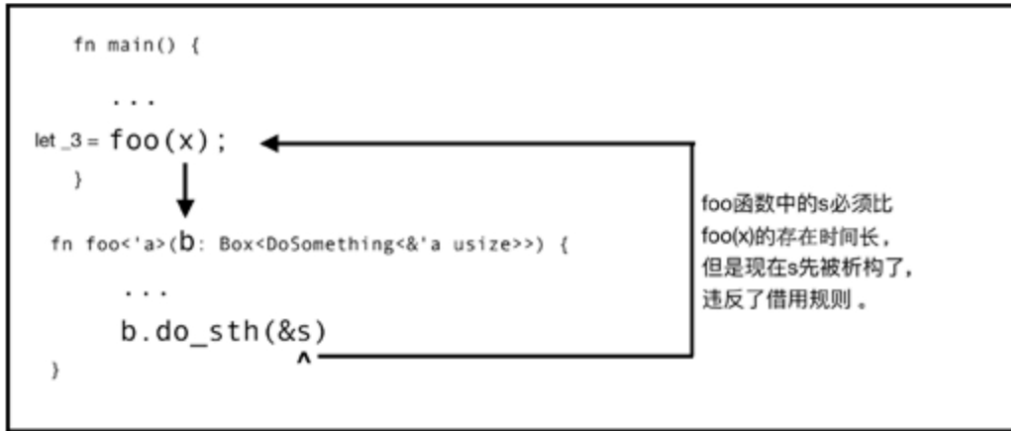 fn main() {
...
let _3 = foo(x);
}
fn foo<'a>(b: Box<DoSomething<&'a usize>>) {
...
b.do_sth(&s)
^
}
foo函数中的s必须比
foo(x)的存在时间长，
但是现在s先被析构了，
违反了借用规则 。